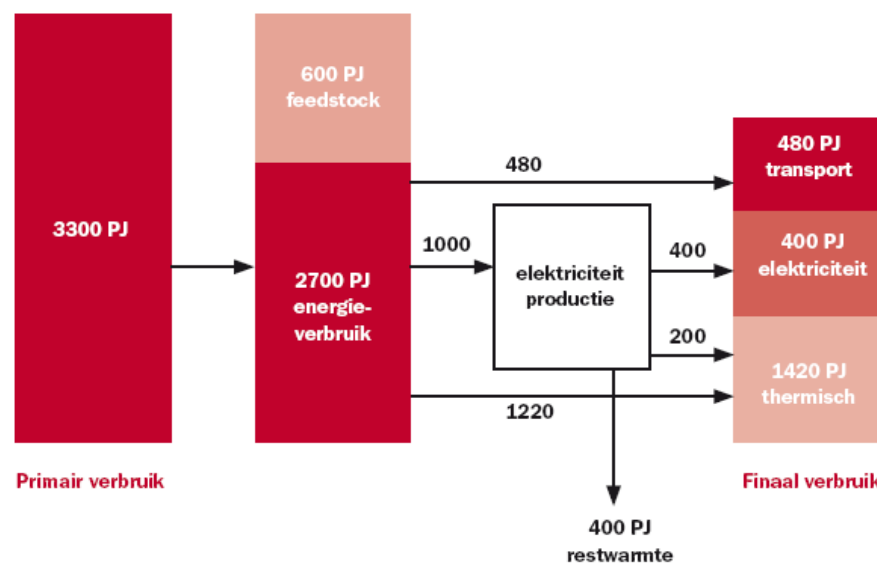 3300 PJ
Primair verbruik
600 PJ
feedstock
2700 PJ
energie-
verbruik
480
1000
elektriciteit
productie
400
200
1220
400 PJ
restwarmte
480 PJ
transport
400 PJ
elektriciteit
1420 PJ
thermisch
Finaal verbruik